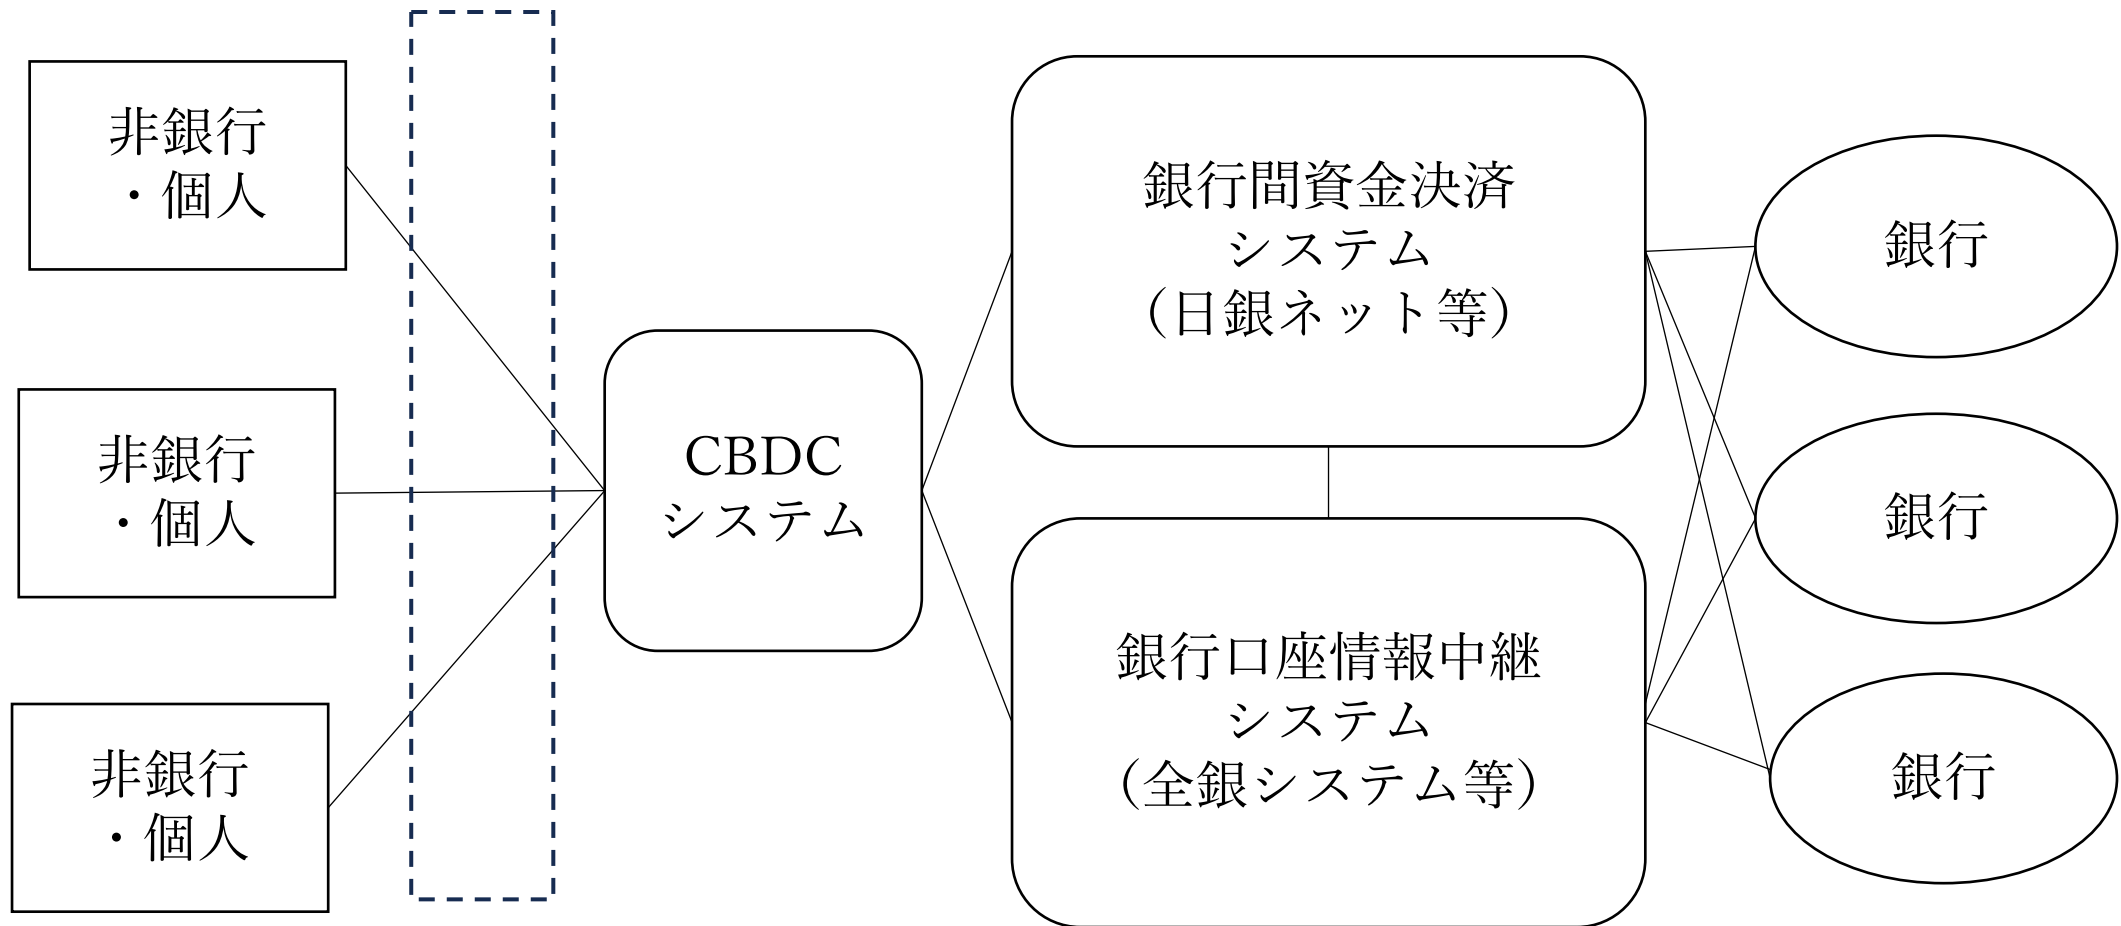 非銀行
・個人
非銀行
・個人
非銀行
・個人
CBDC
システム
銀行間資金決済
システム
（日銀ネット等）
銀行口座情報中継
システム
（全銀システム等）
銀行
銀行
銀行